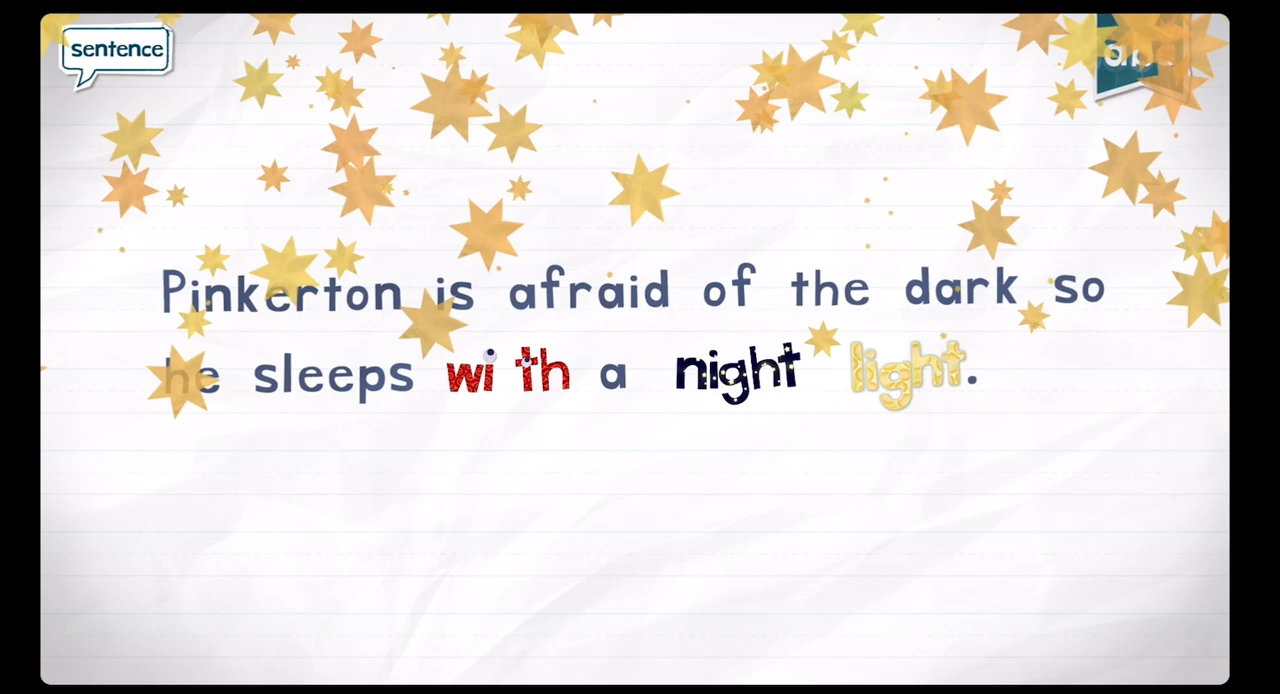 sentence
Pinkerton is afraid of the dark so
he sleeps with a night light.